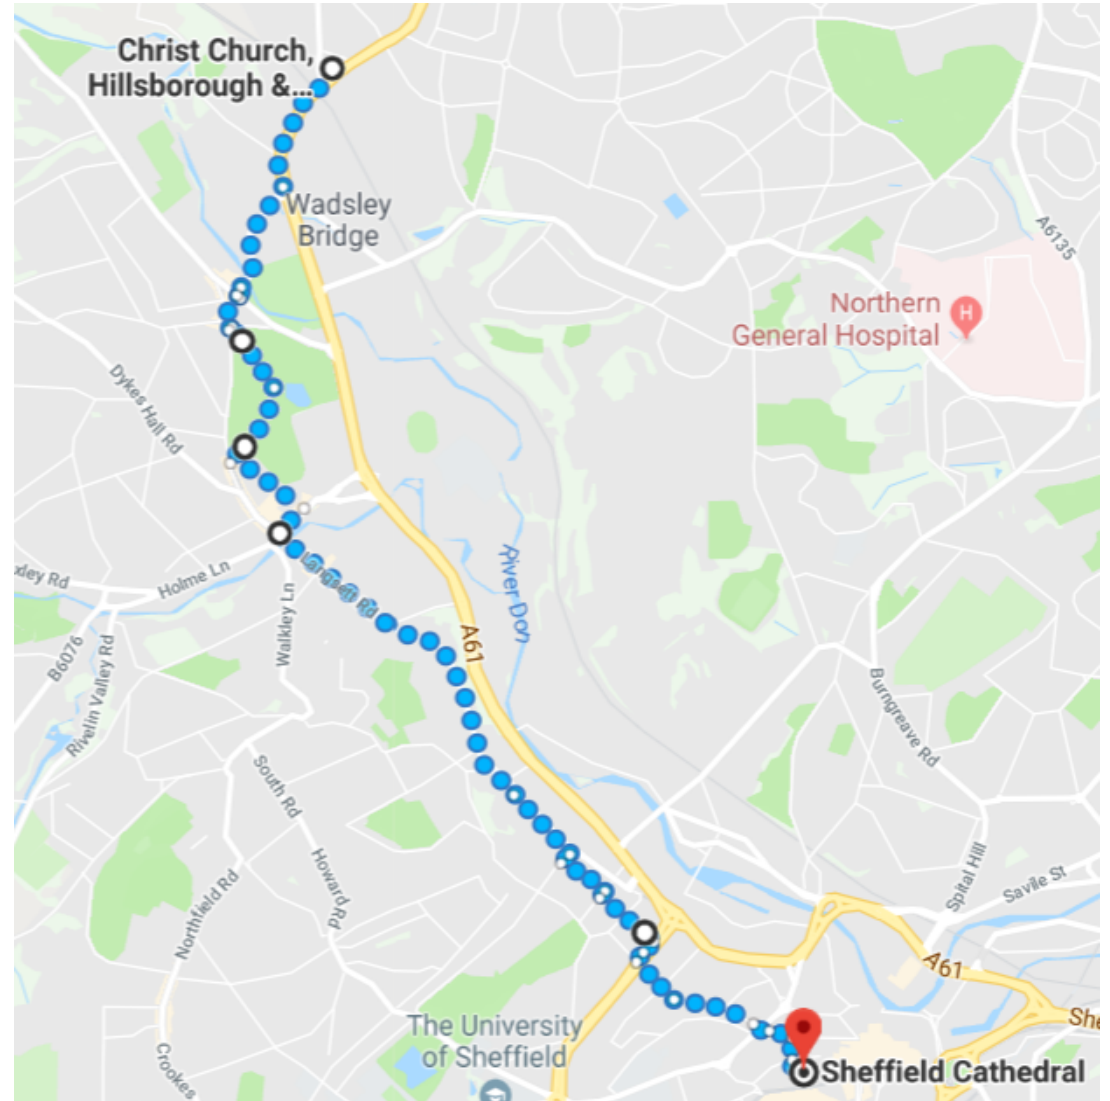 Christ Church,
Hillsborough &...
Wadsley
Bridge
A6135
Northern
General Hospital
H
Dykes Hall Rd
River Don
xley Rd
Holme Ln
Langsett Rd
Walkley Ln
A61
B6076
Rivelin Valley Rd
Burngreave Rd
South Rd
Howard Rd
Northfield Rd
Spital Hill
Savile St
A61
The University
of Sheffield
She
Crookes
Sheffield Cathedral